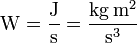 W = J/s = kg m²/s³